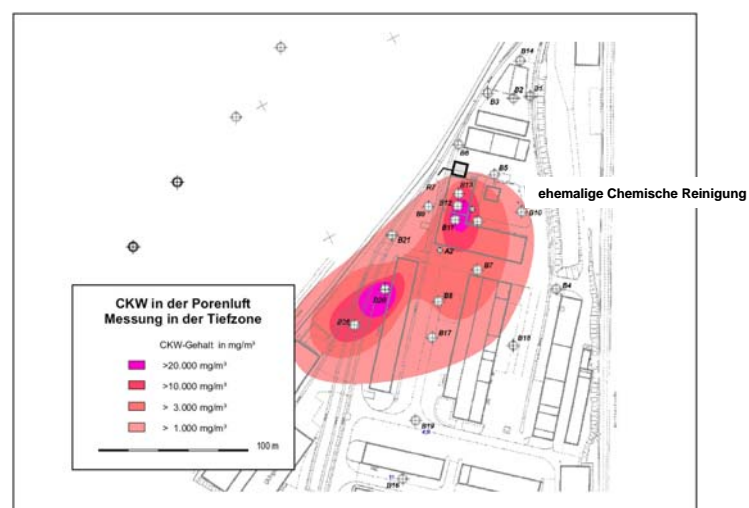 B14
B3
B2
B1
B6
B5
ehemalige Chemische Reinigung
B13
B12
B9
B10
B11
B21
A2
B7
B4
B8
B17
B18
B19
B16
CKW in der Porenluft
Messung in der Tiefzone
CKW-Gehalt in mg/m³
>20.000 mg/m³
>10.000 mg/m³
> 3.000 mg/m³
> 1.000 mg/m³
100 m